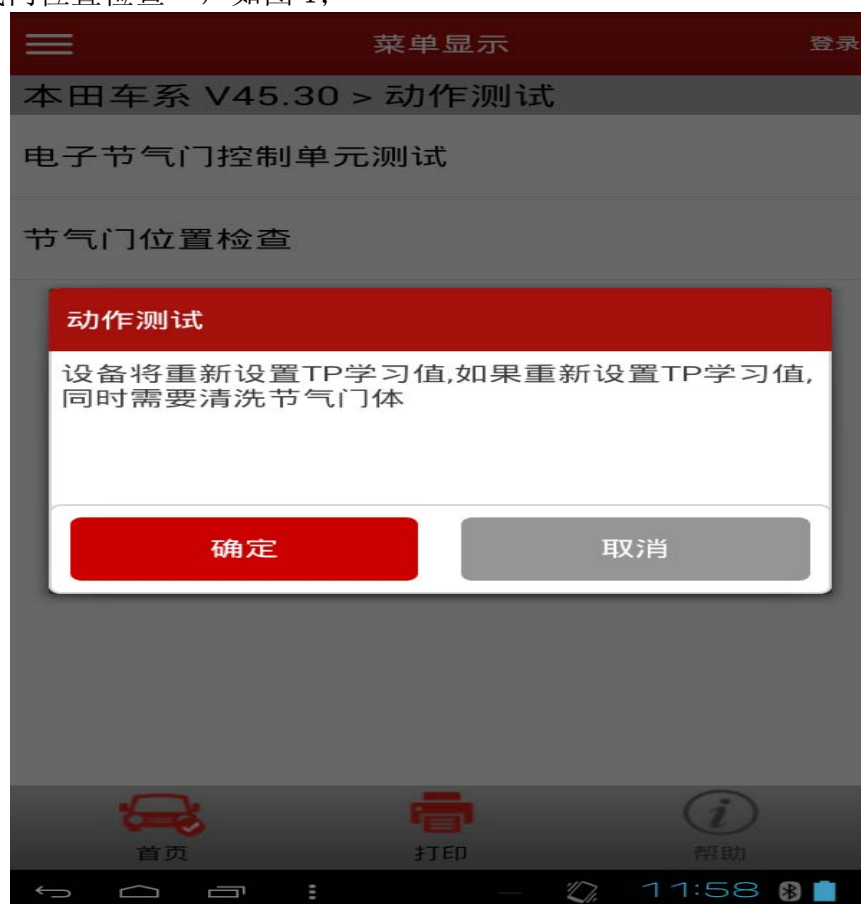 菜单显示
登录
本田车系 V45.30 > 动作测试
电子节气门控制单元测试
节气门位置检查
动作测试
设备将重新设置TP学习值,如果重新设置TP学习值,
同时需要清洗节气门体
确定
取消
首页
打印
帮助
11:58